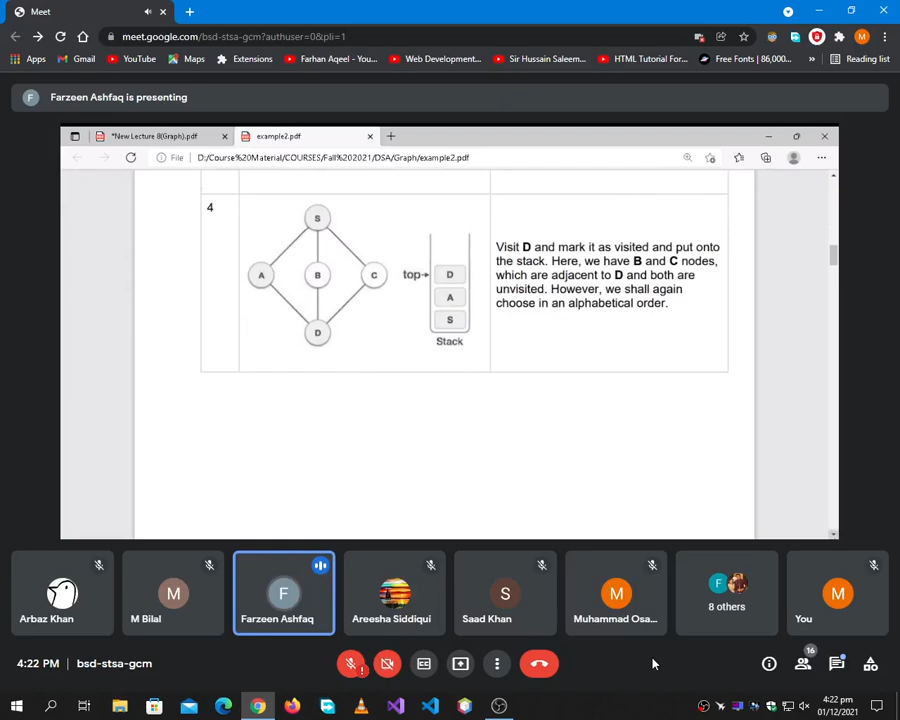 Meet
meet.google.com/bsd-stsa-gcm?authuser=0&pli=1
Apps
Gmail
YouTube
Maps
Extensions
Farhan Aqeel - You...
Web Development...
Sir Hussain Saleem...
HTML Tutorial For...
Free Fonts | 86,000...
»
Reading list
F
Farzeen Ashfaq is presenting
*New Lecture 8(Graph).pdf
example2.pdf
File
D:/Course%20Material/COURSES/Fall%202021/DSA/Graph/example2.pdf
4
S
A
B
C
D
top
D
A
S
Stack
Visit D and mark it as visited and put onto
the stack. Here, we have B and C nodes,
which are adjacent to D and both are
unvisited. However, we shall again
choose in an alphabetical order.
Arbaz Khan
M
M Bilal
F
Farzeen Ashfaq
Areesha Siddiqui
S
Saad Khan
M
Muhammad Osa...
F
8 others
M
You
4:22 PM | bsd-stsa-gcm
16
4:22 pm
01/12/2021